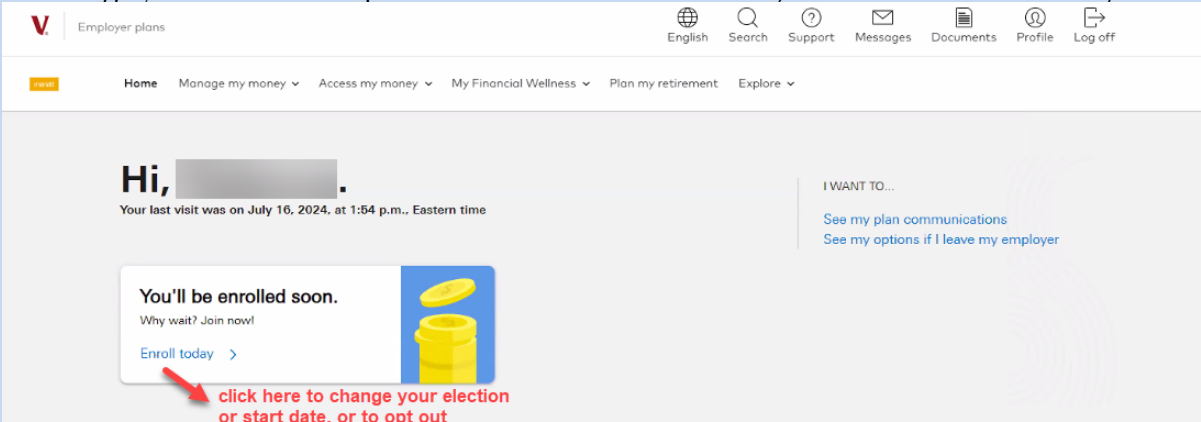 V
Employer plans
English
Search
Support
Messages
Documents
Profile
Log off
Home
Manage my money
Access my money
My Financial Wellness
Plan my retirement
Explore
Hi,
.
Your last visit was on July 16, 2024, at 1:54 p.m., Eastern time
I WANT TO...
See my plan communications
See my options if I leave my employer
You'll be enrolled soon.
Why wait? Join now!
Enroll today
click here to change your election
or start date, or to opt out